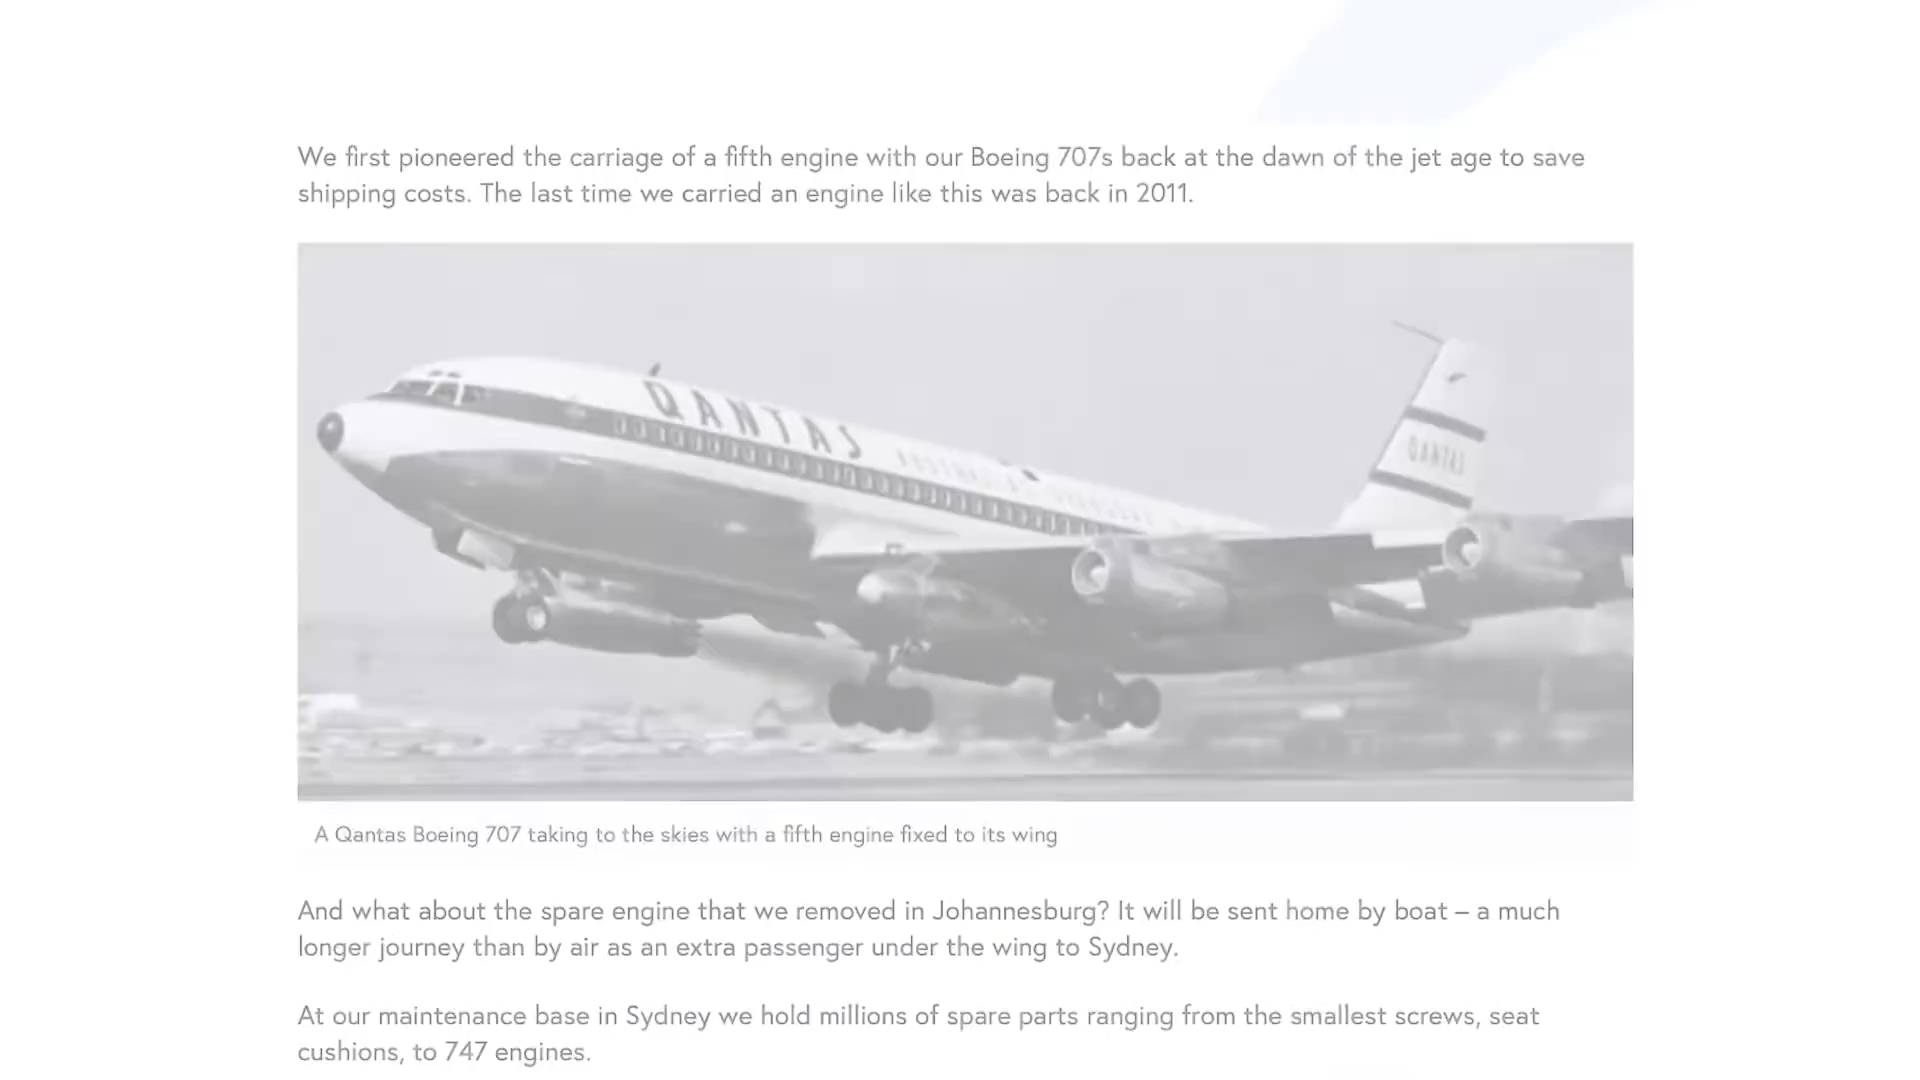 We first pioneered the carriage of a fifth engine with our Boeing 707s back at the dawn of the jet age to save
shipping costs. The last time we carried an engine like this was back in 2011.
QANTAS
QANTAS
A Qantas Boeing 707 taking to the skies with a fifth engine fixed to its wing
And what about the spare engine that we removed in Johannesburg? It will be sent home by boat – a much
longer journey than by air as an extra passenger under the wing to Sydney.
At our maintenance base in Sydney we hold millions of spare parts ranging from the smallest screws, seat
cushions, to 747 engines.